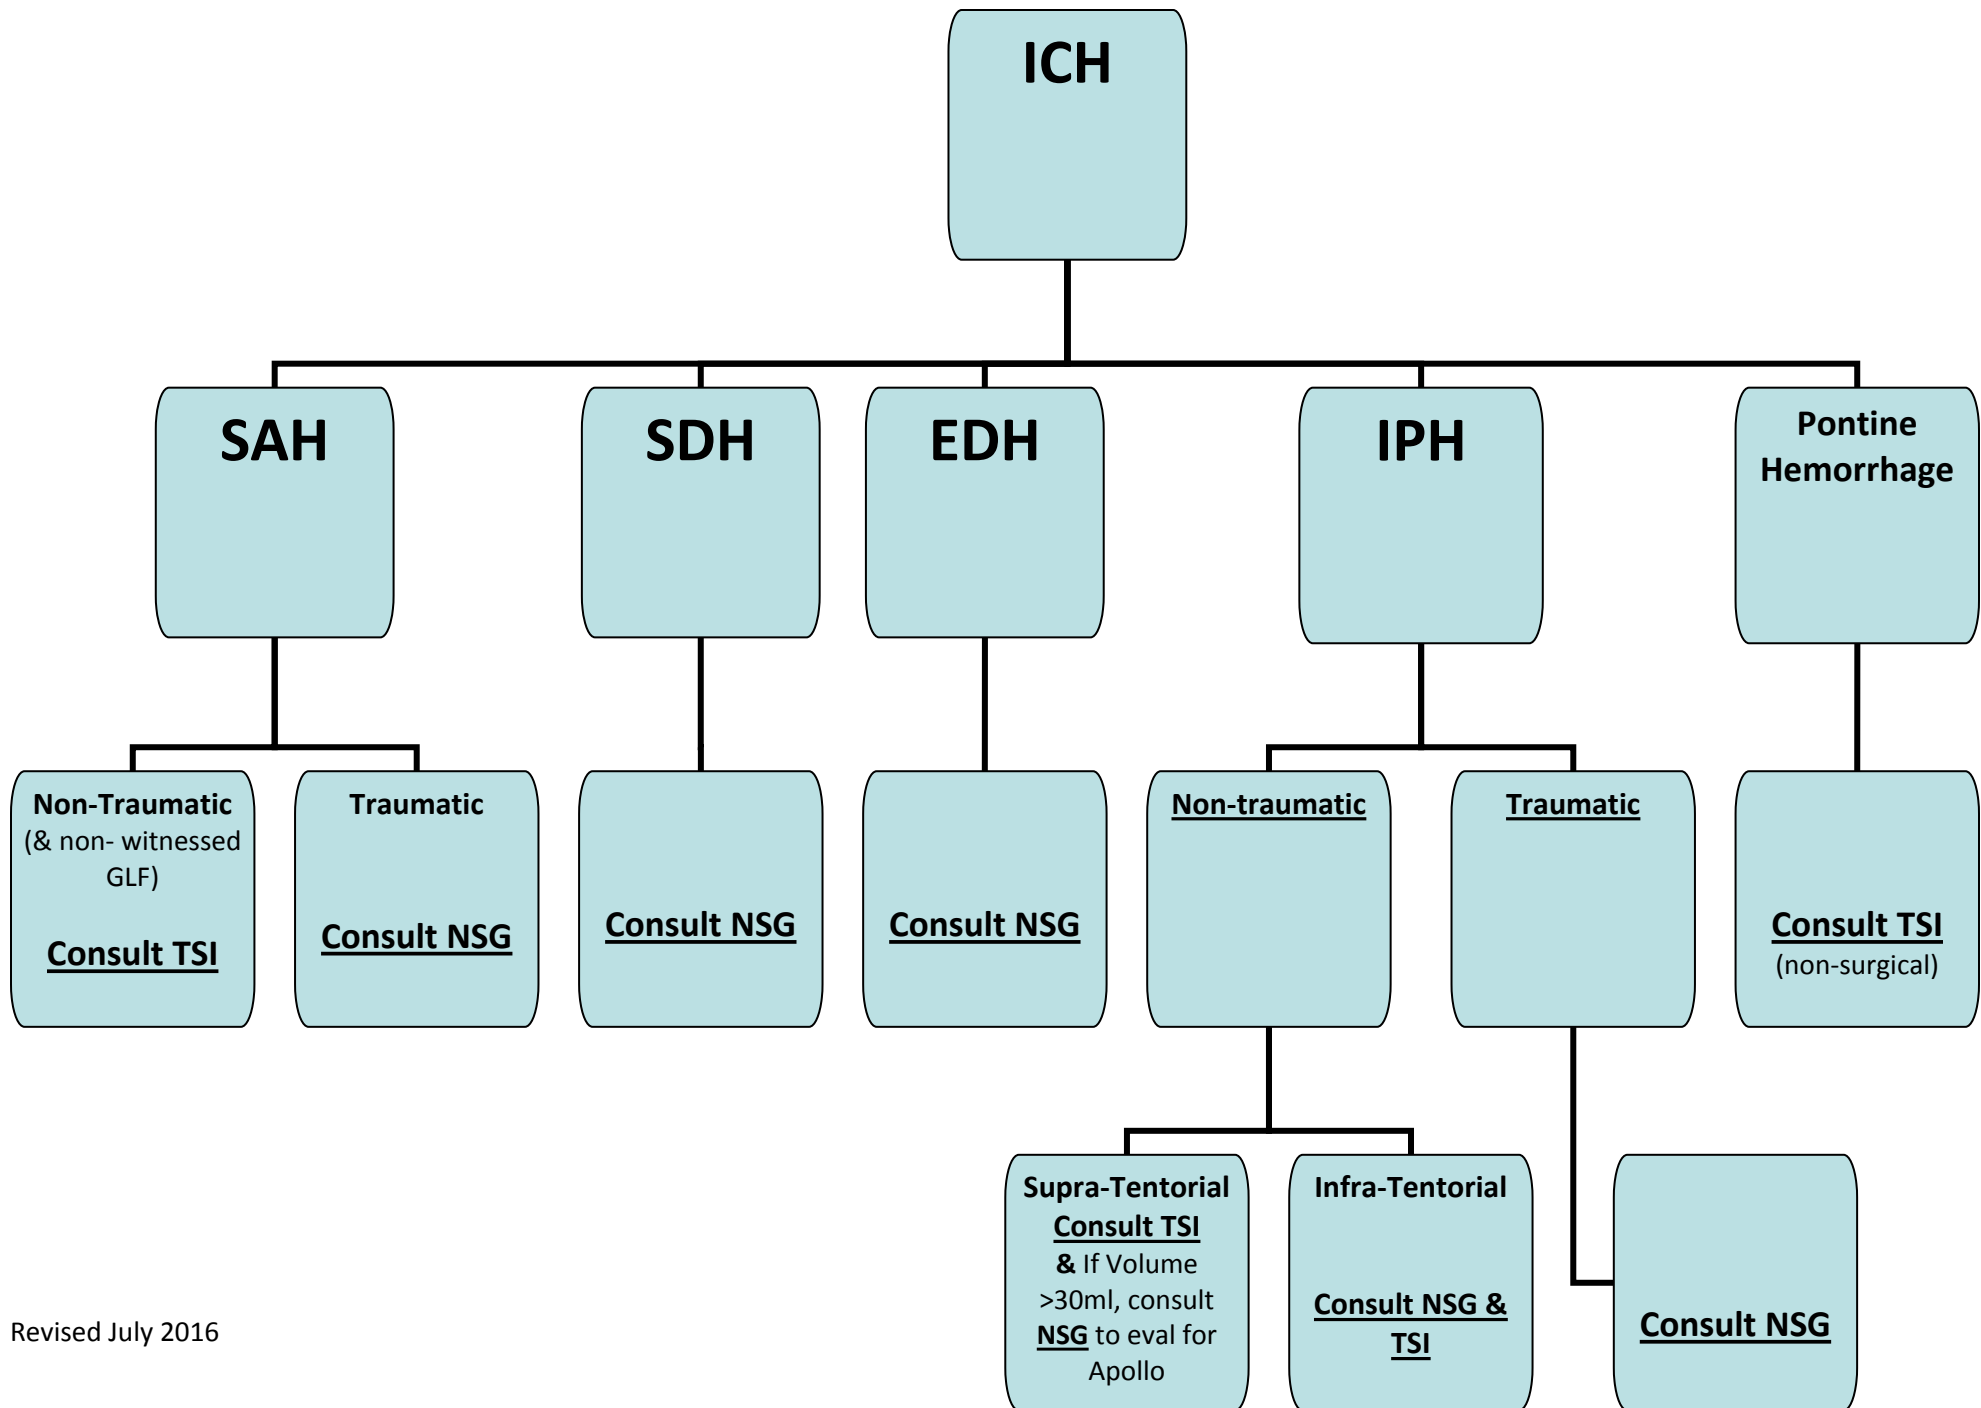 ICH
SAH
SDH
EDH
IPH
Pontine
Hemorrhage
Non-Traumatic
(& non- witnessed
GLF)
Consult TSI
Traumatic
Consult NSG
Consult NSG
Consult NSG
Non-traumatic
Traumatic
Consult TSI
(non-surgical)
Supra-Tentorial
Consult TSI
& If Volume
>30ml, consult
NSG to eval for
Apollo
Infra-Tentorial
Consult NSG &
TSI
Consult NSG
Revised July 2016